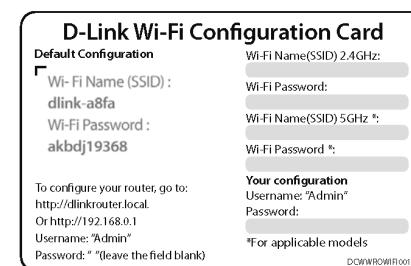 D-Link Wi-Fi Configuration Card
Default Configuration
Wi- Fi Name (SSID) :
dlink-a8fa
Wi-Fi Password :
akbdj19368
To configure your router, go to:
http://dlinkrouter.local.
Or http://192.168.0.1
Username: "Admin"
Password: " "(leave the field blank)
Wi-Fi Name(SSID) 2.4GHz:
Wi-Fi Password:
Wi-Fi Name(SSID) 5GHz *:
Wi-Fi Password *:
Your configuration
Username: "Admin"
Password:
*For applicable models
DCWWROWIFI001